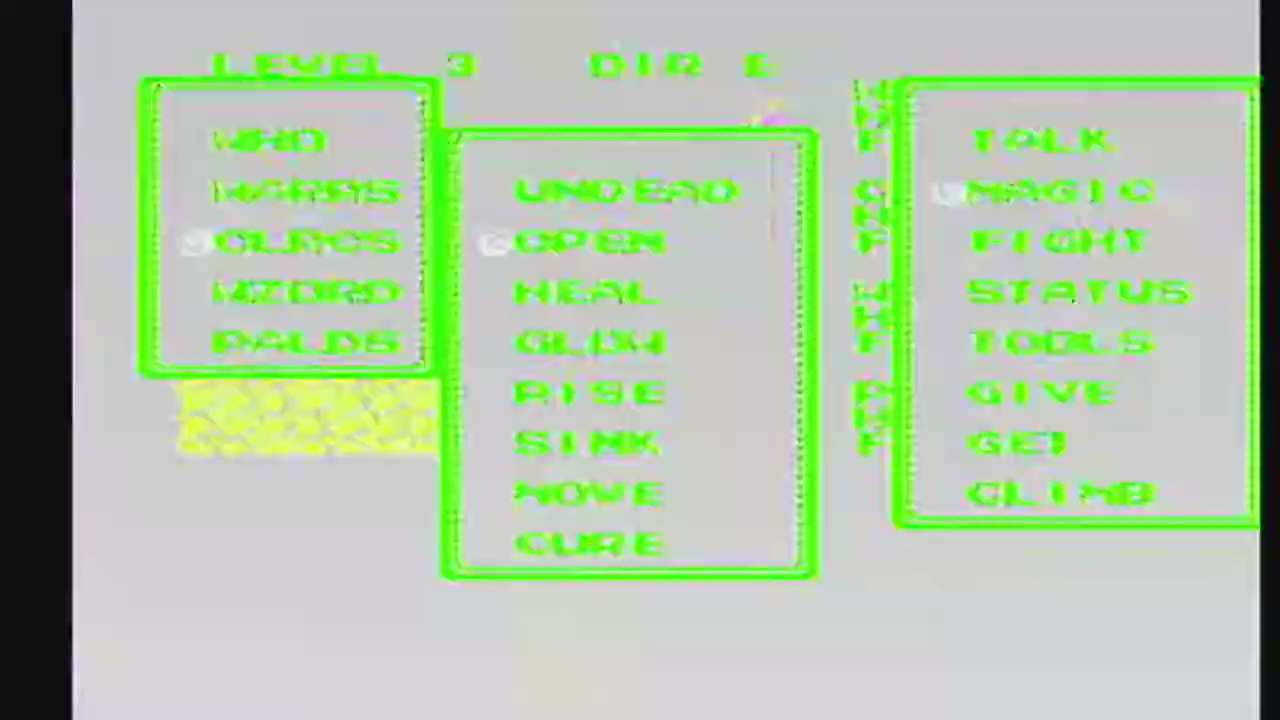 LEVEL 3 DIR E
WHO
CLRCS
WZDRD
PALDS
UNDEAD
OPEN
HEAL
GLOW
RISE
SINK
MOVE
CURE
TALK
MAGIC
FIGHT
STATUS
TOOLS
GIVE
GET
CLIMB